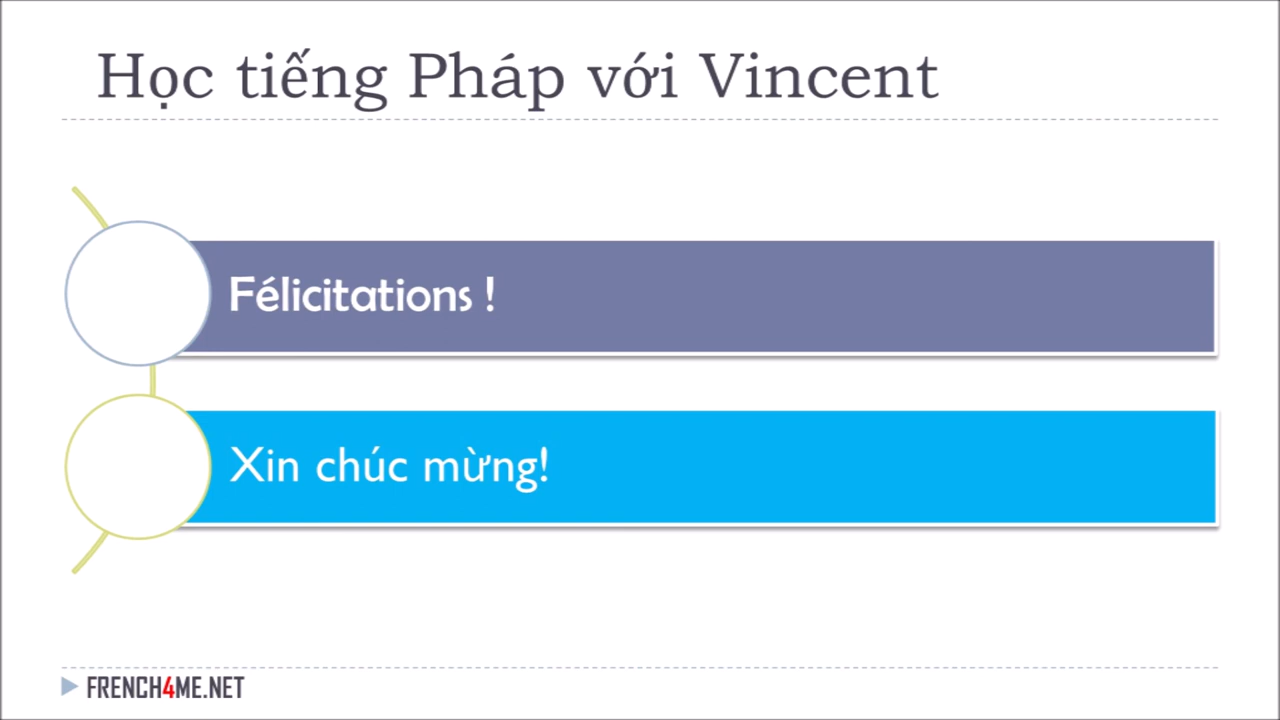 Học tiếng Pháp với Vincent
Félicitations !
Xin chúc mừng!
FRENCH4ME.NET